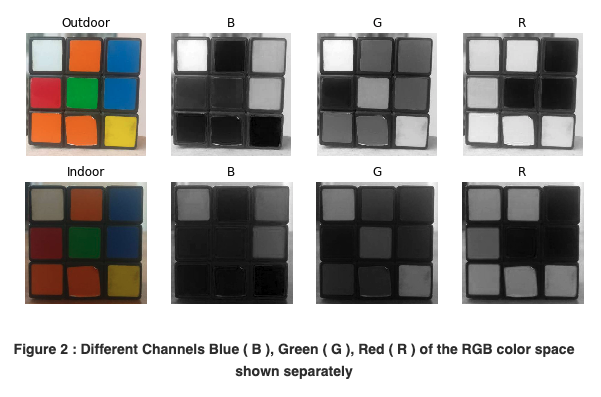 Outdoor B G R
Indoor B G R
Figure 2 : Different Channels Blue ( B ), Green ( G ), Red ( R ) of the RGB color space
shown separately